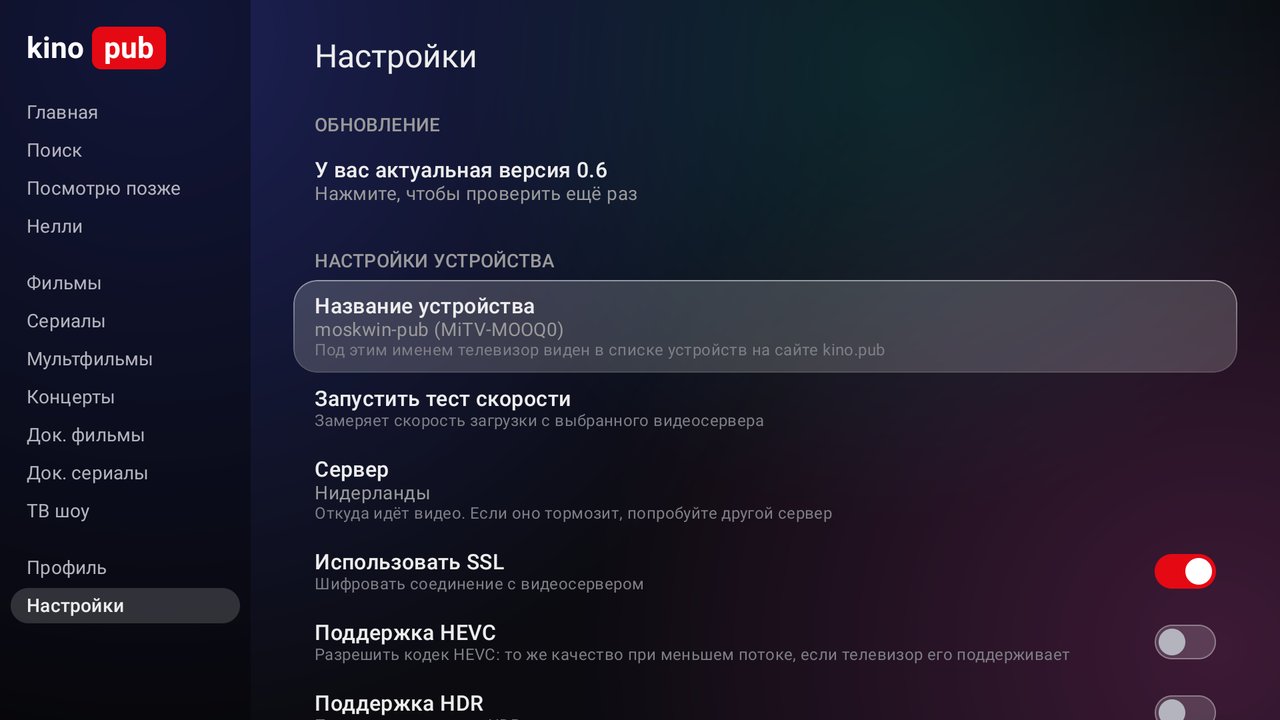 kino pub
Главная
Поиск
Посмотрю позже
Нелли
Фильмы
Сериалы
Мультфильмы
Концерты
Док. фильмы
Док. сериалы
ТВ шоу
Профиль
Настройки
Настройки
ОБНОВЛЕНИЕ
У вас актуальная версия 0.6
Нажмите, чтобы проверить ещё раз
НАСТРОЙКИ УСТРОЙСТВА
Название устройства
moskwin-pub (MiTV-MOOQ0)
Под этим именем телевизор виден в списке устройств на сайте kino.pub
Запустить тест скорости
Замеряет скорость загрузки с выбранного видеосервера
Сервер
Нидерланды
Откуда идёт видео. Если оно тормозит, попробуйте другой сервер
Использовать SSL
Шифровать соединение с видеосервером
Поддержка HEVC
Разрешить кодек HEVC: то же качество при меньшем потоке, если телевизор его поддерживает
Поддержка HDR